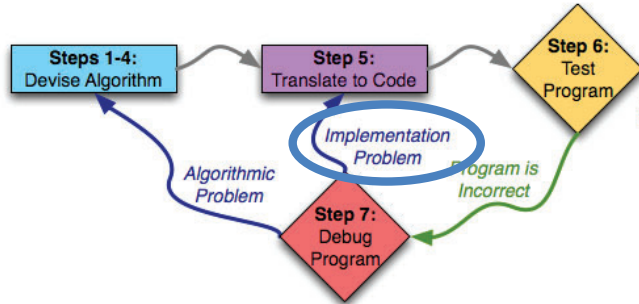 Steps 1-4:
Devise Algorithm
Step 5:
Translate to Code
Step 6:
Test
Program
Implementation
Problem
Algorithmic
Problem
Program is
Incorrect
Step 7:
Debug
Program